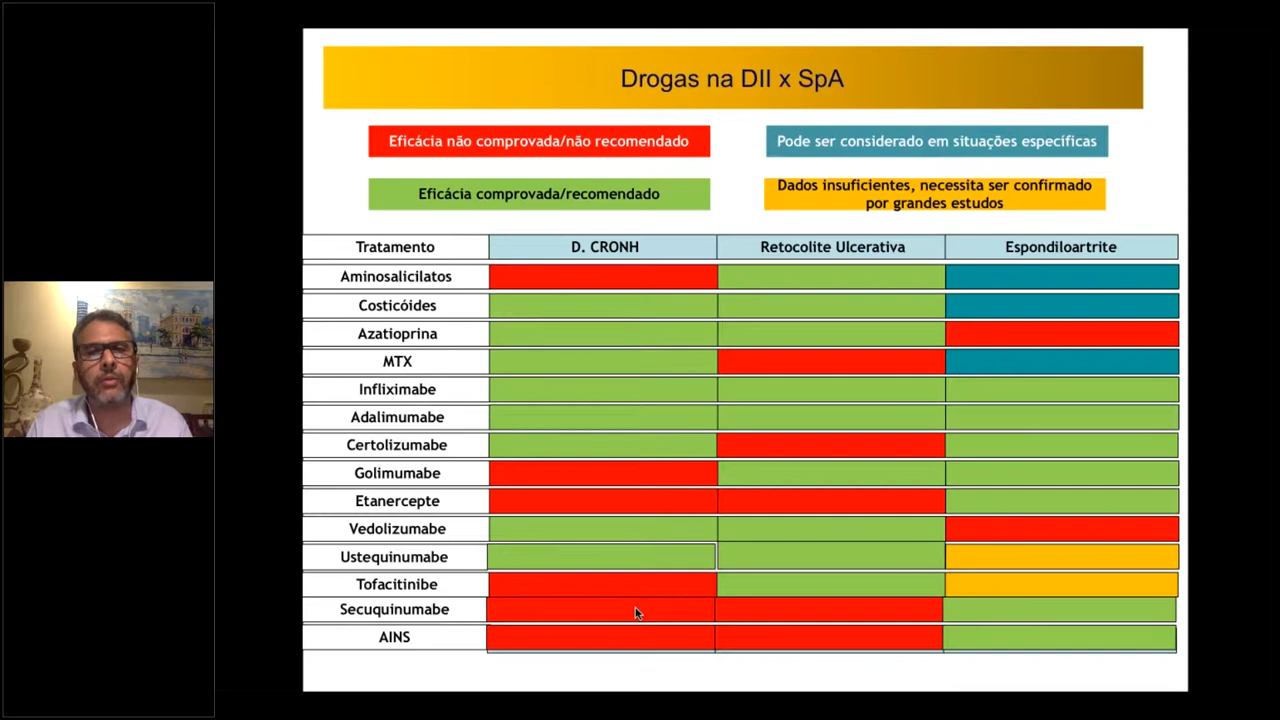 Drogas na DII x SpA
Eficácia não comprovada/não recomendado
Pode ser considerado em situações específicas
Eficácia comprovada/recomendado
Dados insuficientes, necessita ser confirmado
por grandes estudos
Tratamento D. CRONH Retocolite Ulcerativa Espondiloartrite
Aminosalicilatos
Costicóides
Azatioprina
MTX
Infliximabe
Adalimumabe
Certolizumabe
Golimumabe
Etanercepte
Vedolizumabe
Ustequinumabe
Tofacitinibe
Secuquinumabe
AINS